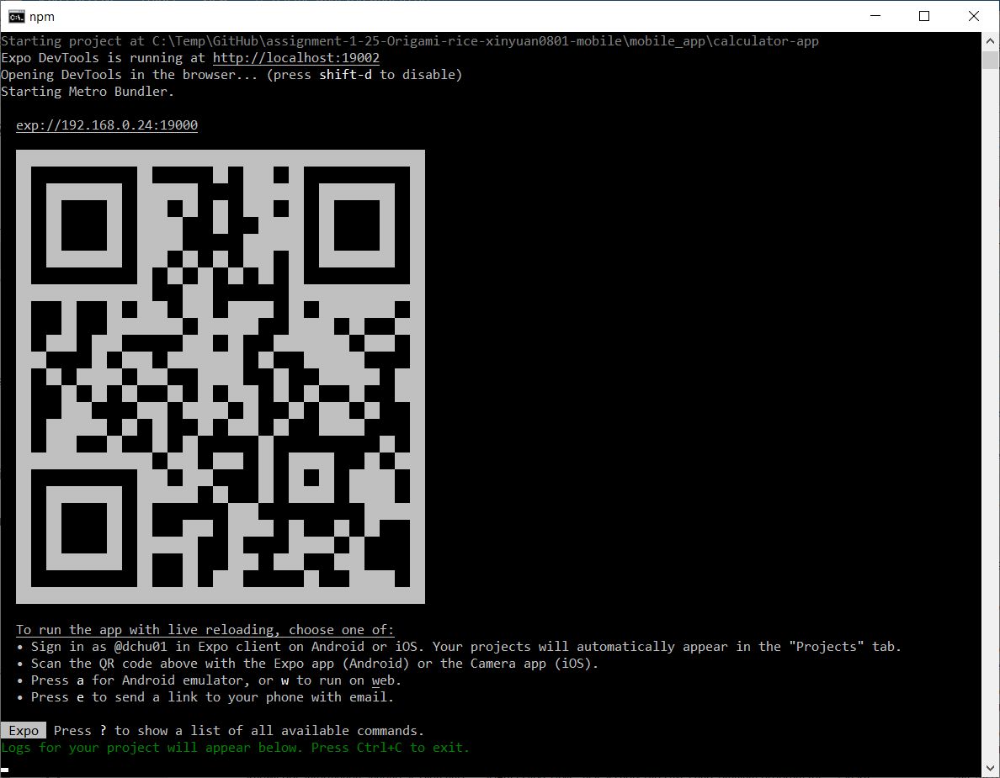 npm
Starting project at C:\Temp\GitHub\assignment-1-25-Origami-rice-xinyuan0801-mobile\mobile_app\calculator-app
Expo DevTools is running at http://localhost:19002
Opening DevTools in the browser... (press shift-d to disable)
Starting Metro Bundler.
exp://192.168.0.24:19000
To run the app with live reloading, choose one of:
• Sign in as @dchu01 in Expo client on Android or iOS. Your projects will automatically appear in the "Projects" tab.
• Scan the QR code above with the Expo app (Android) or the Camera app (iOS).
• Press a for Android emulator, or w to run on web.
• Press e to send a link to your phone with email.
Expo Press ? to show a list of all available commands.
Logs for your project will appear below. Press Ctrl+C to exit.